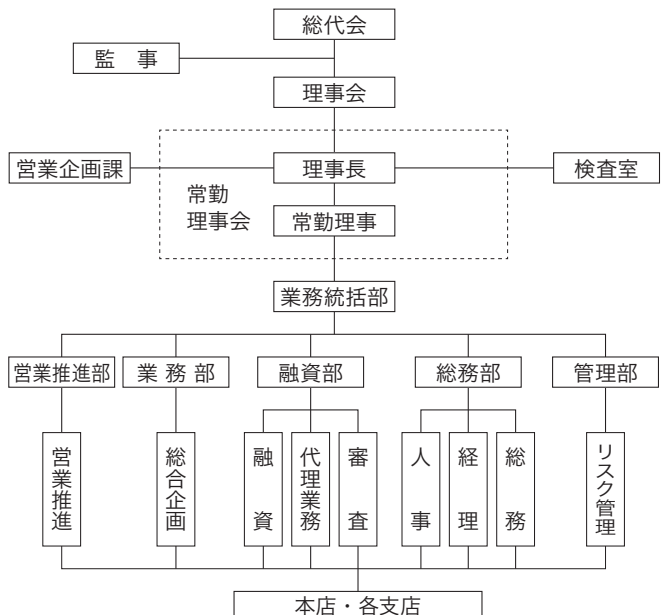 総代会
監　事
理事会
営業企画課
理事長
検査室
常勤
理事会
常勤理事
業務統括部
営業推進部
業 務 部
融資部
総務部
管理部
営業推進
総合企画
融　資
代理業務
審　査
人　事
経　理
総　務
リスク管理
本店・各支店